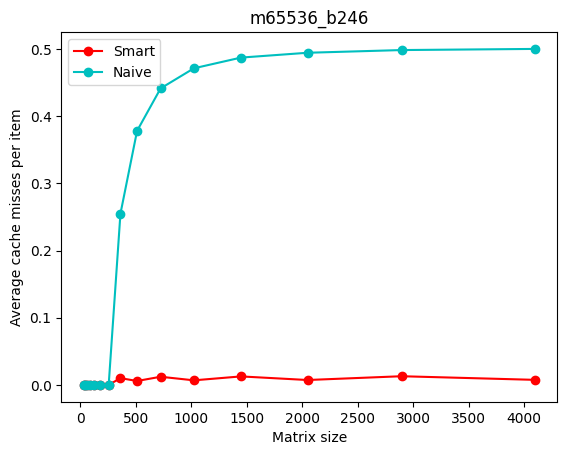 m65536_b246
Smart
Naive
Average cache misses per item
0.5
0.4
0.3
0.2
0.1
0.0
0 500 1000 1500 2000 2500 3000 3500 4000
Matrix size